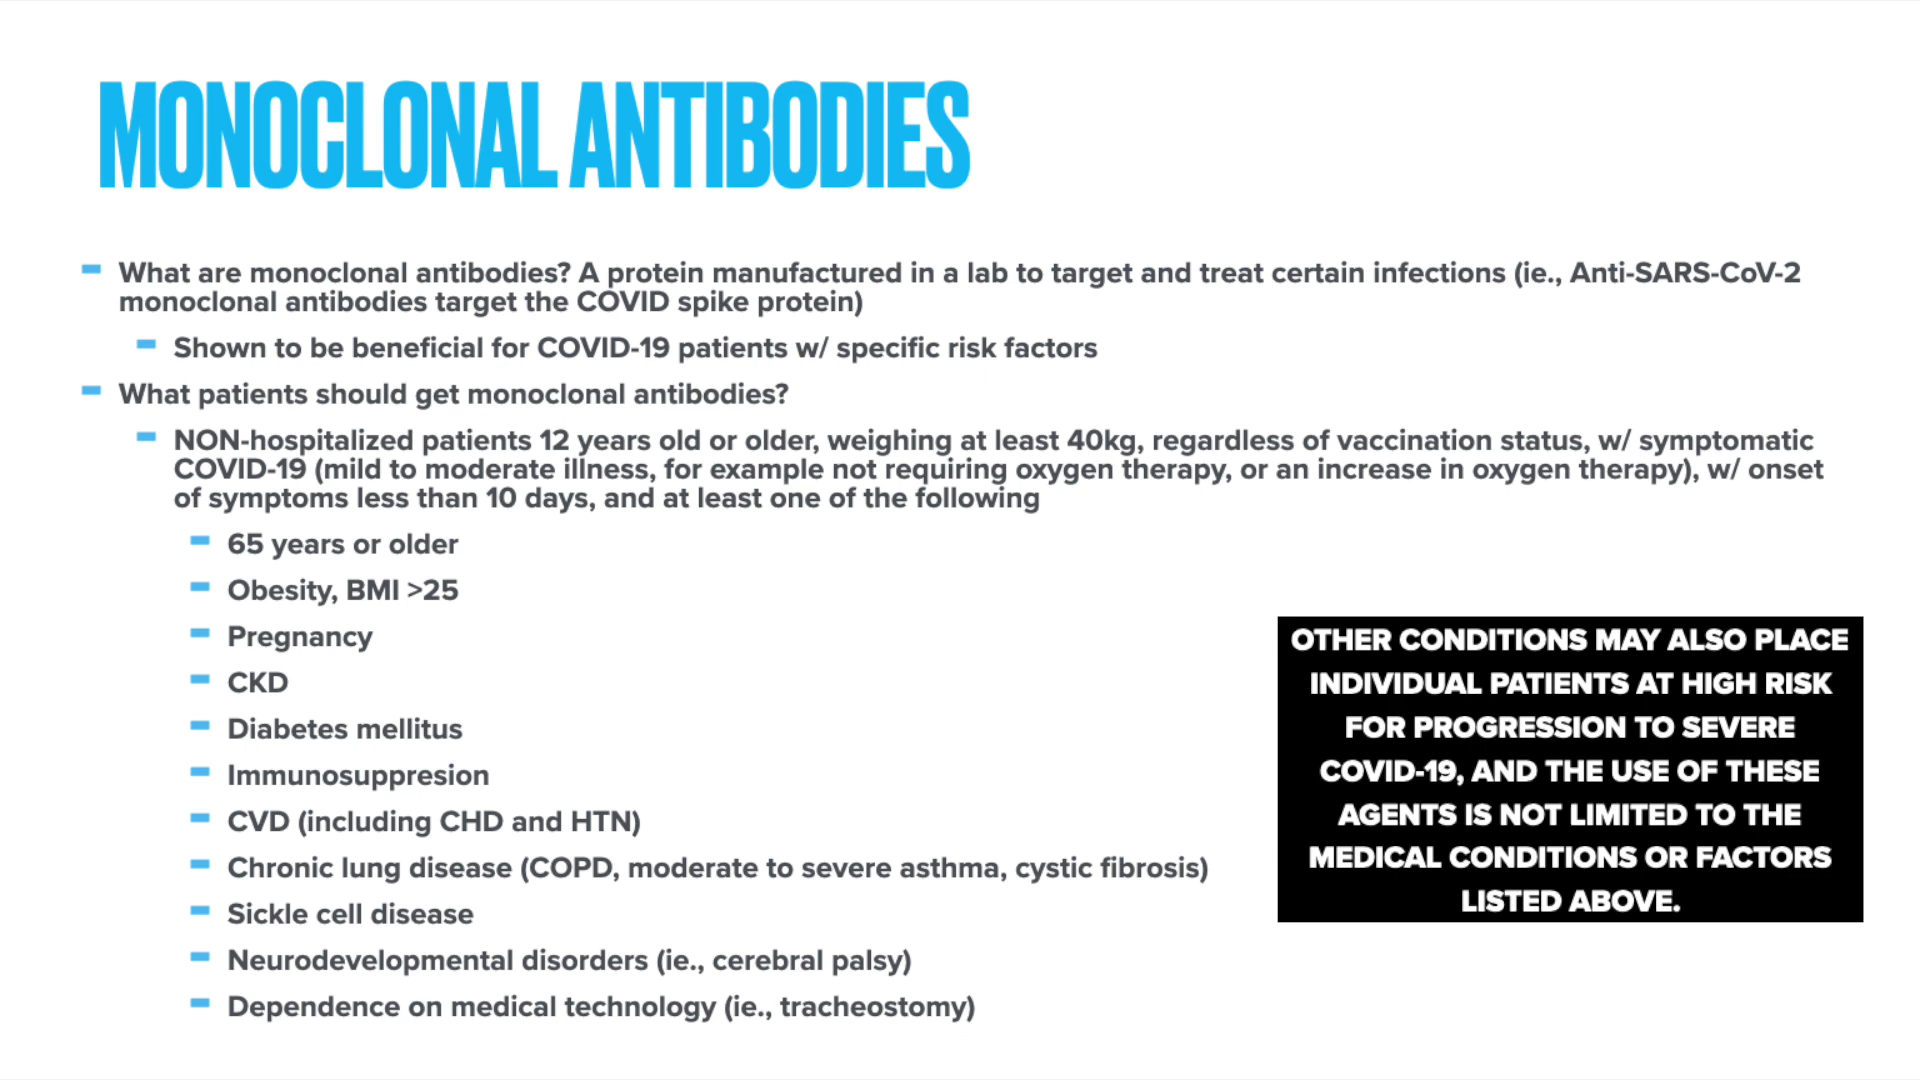 MONOCLONAL ANTIBODIES
What are monoclonal antibodies? A protein manufactured in a lab to target and treat certain infections (ie., Anti-SARS-CoV-2
monoclonal antibodies target the COVID spike protein)
Shown to be beneficial for COVID-19 patients w/ specific risk factors
What patients should get monoclonal antibodies?
NON-hospitalized patients 12 years old or older, weighing at least 40kg, regardless of vaccination status, w/ symptomatic
COVID-19 (mild to moderate illness, for example not requiring oxygen therapy, or an increase in oxygen therapy), w/ onset
of symptoms less than 10 days, and at least one of the following
65 years or older
Obesity, BMI >25
Pregnancy
CKD
Diabetes mellitus
Immunosuppresion
CVD (including CHD and HTN)
Chronic lung disease (COPD, moderate to severe asthma, cystic fibrosis)
Sickle cell disease
Neurodevelopmental disorders (ie., cerebral palsy)
Dependence on medical technology (ie., tracheostomy)
OTHER CONDITIONS MAY ALSO PLACE
INDIVIDUAL PATIENTS AT HIGH RISK
FOR PROGRESSION TO SEVERE
COVID-19, AND THE USE OF THESE
AGENTS IS NOT LIMITED TO THE
MEDICAL CONDITIONS OR FACTORS
LISTED ABOVE.